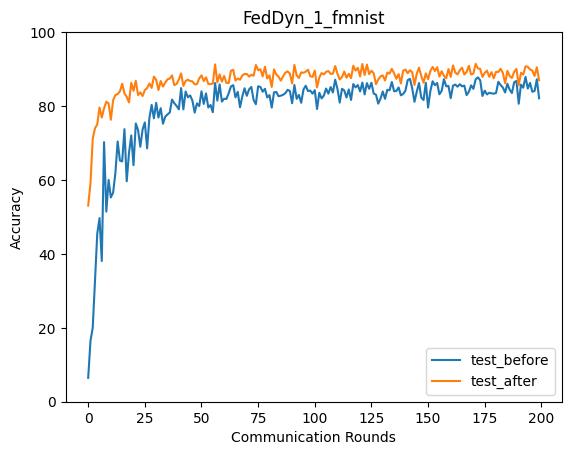 FedDyn_1_fmnist
100
80
60
40
20
0
Accuracy
0 25 50 75 100 125 150 175 200
Communication Rounds
test_before
test_after